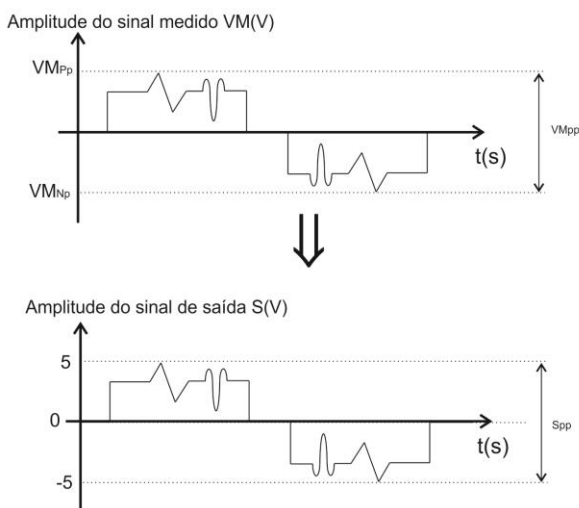 Amplitude do sinal medido VM(V)
VMPp
VMpp
t(s)
VMNp
Amplitude do sinal de saída S(V)
5
0
Spp
t(s)
-5